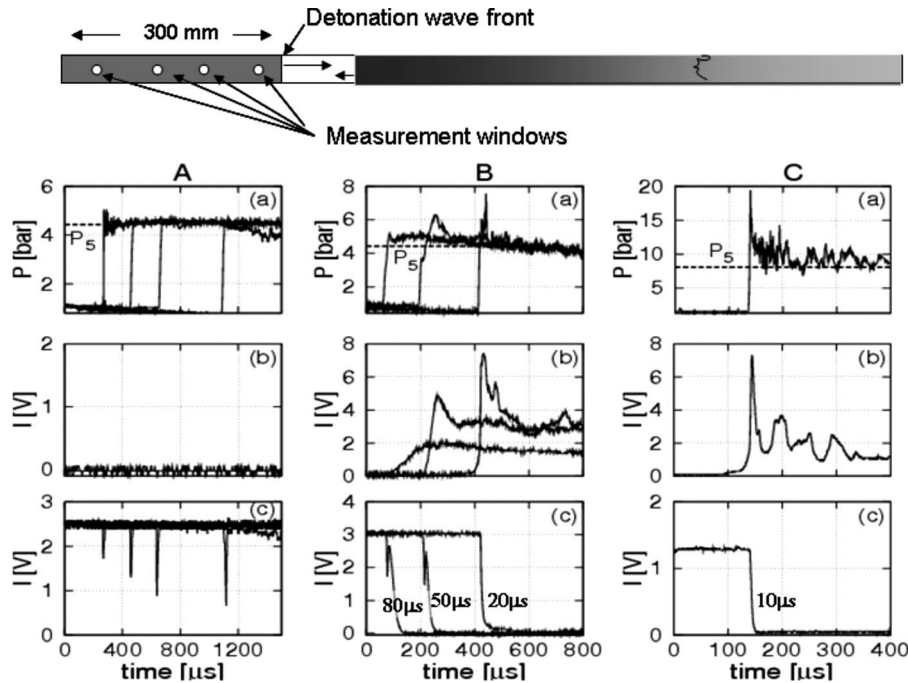 Detonation wave front
300 mm
Measurement windows
A
B
C
(a)
P [bar]
6
4
2
P5
(a)
P [bar]
8
6
4
2
P5
(a)
P [bar]
20
15
10
5
P5
(b)
I [V]
2
1
0
(b)
I [V]
8
6
4
2
0
(b)
I [V]
8
6
4
2
0
(c)
I [V]
3
2
1
0
0 400 800 1200
time [μs]
(c)
I [V]
4
3
2
1
0
80μs 50μs 20μs
0 200 400 600 800
time [μs]
(c)
I [V]
2
1
0
10μs
0 100 200 300 400
time [μs]